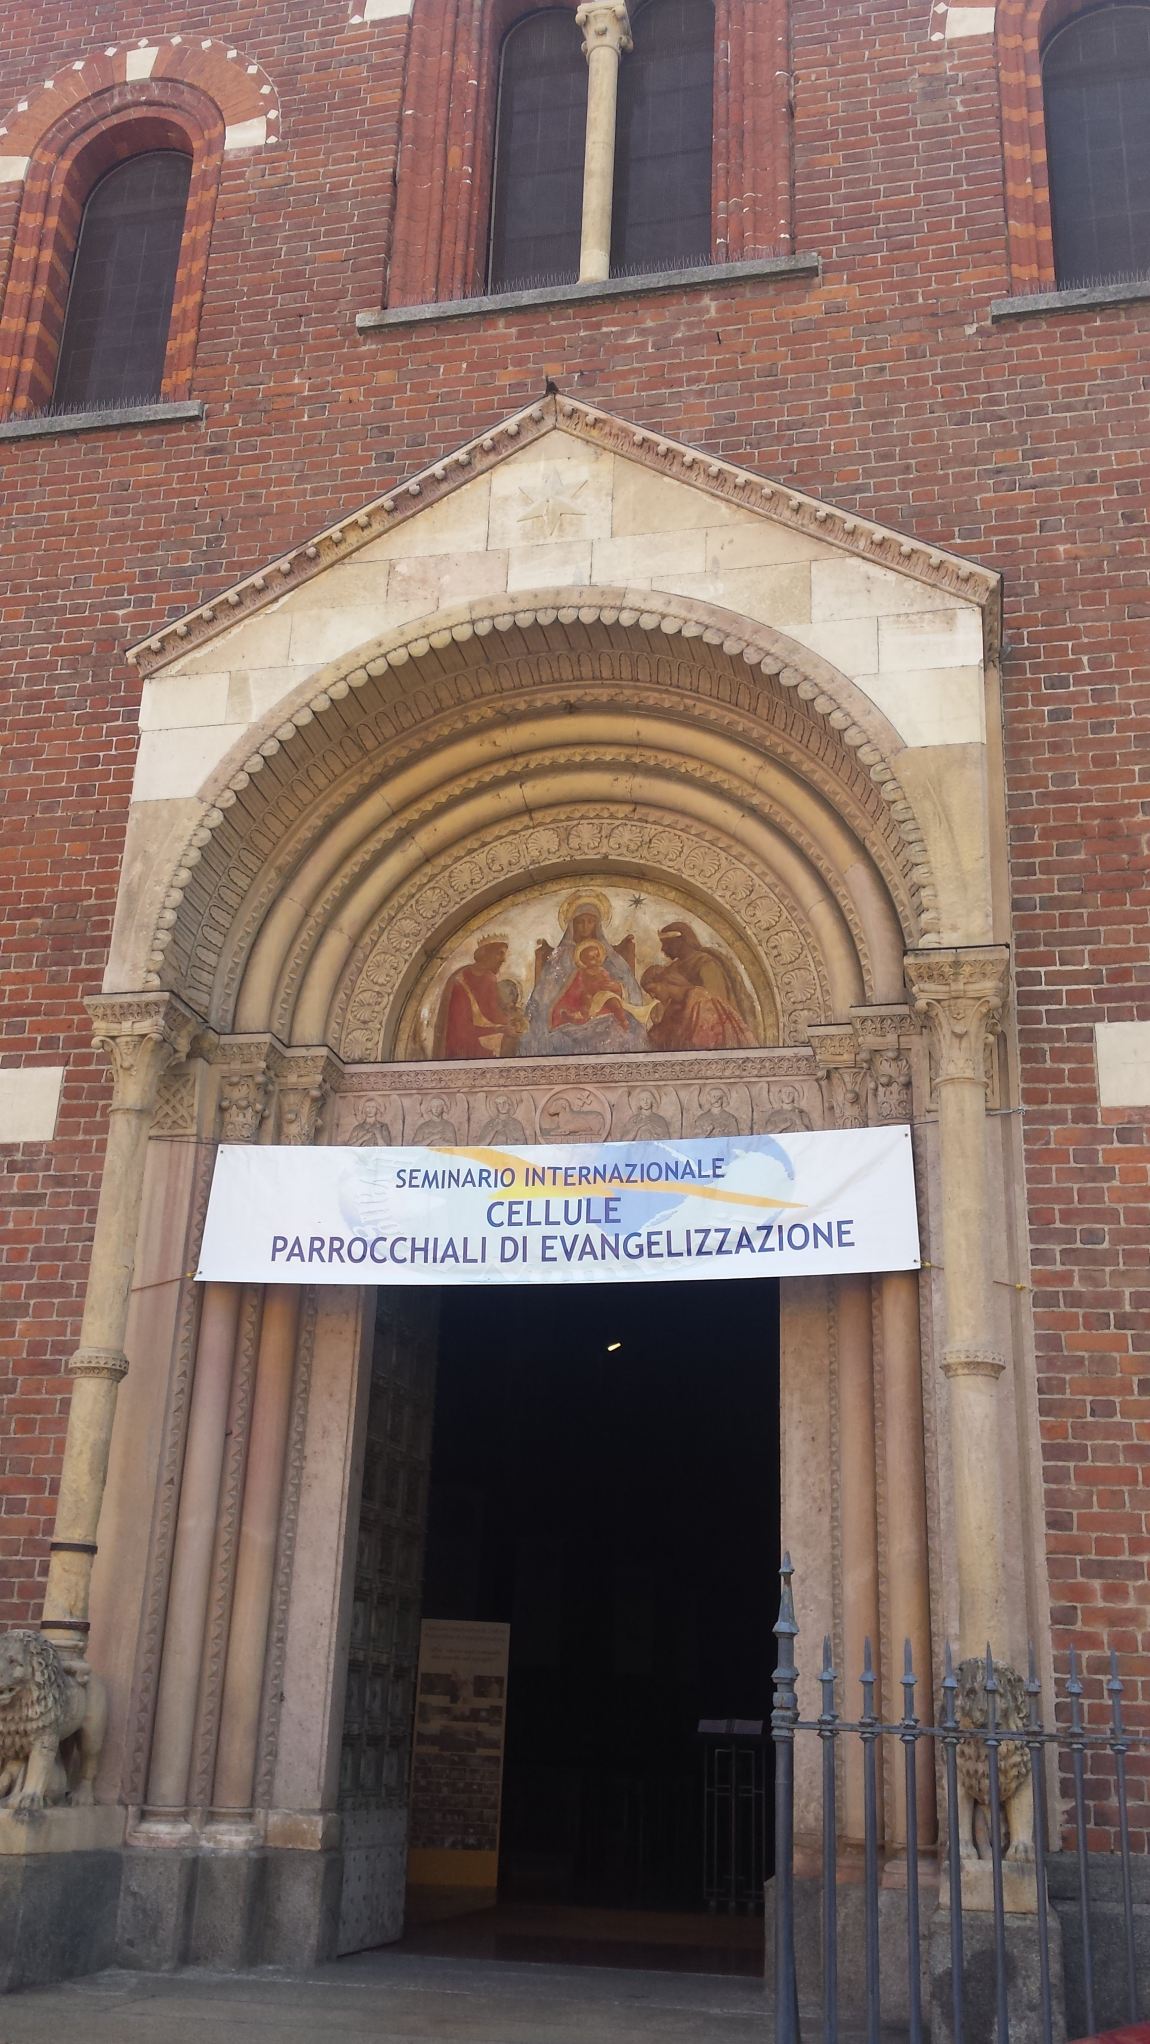 SEMINARIO INTERNAZIONALE
CELLULE
PARROCCHIALI DI EVANGELIZZAZIONE